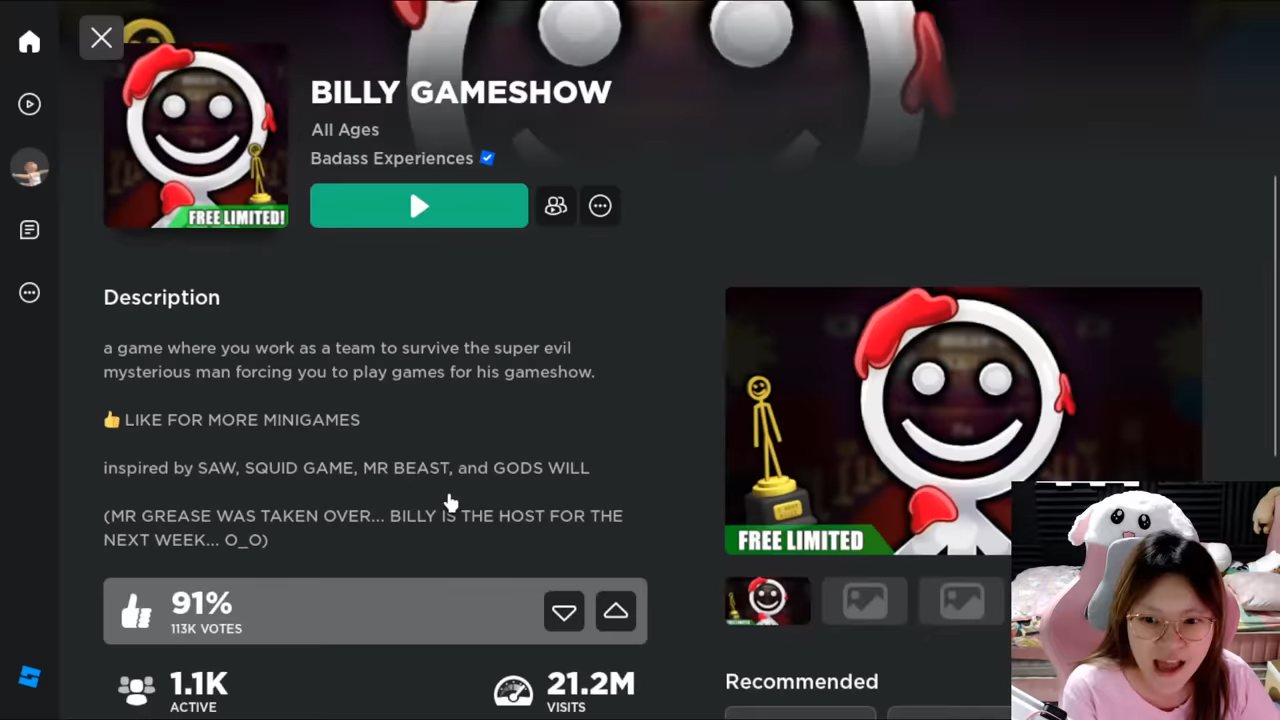 BILLY GAMESHOW
All Ages
Badass Experiences
FREE LIMITED!
Description
a game where you work as a team to survive the super evil
mysterious man forcing you to play games for his gameshow.
👍 LIKE FOR MORE MINIGAMES
inspired by SAW, SQUID GAME, MR BEAST, and GODS WILL
(MR GREASE WAS TAKEN OVER... BILLY IS THE HOST FOR THE
NEXT WEEK... O_O)
FREE LIMITED
91%
113K VOTES
1.1K
ACTIVE
21.2M
VISITS
Recommended